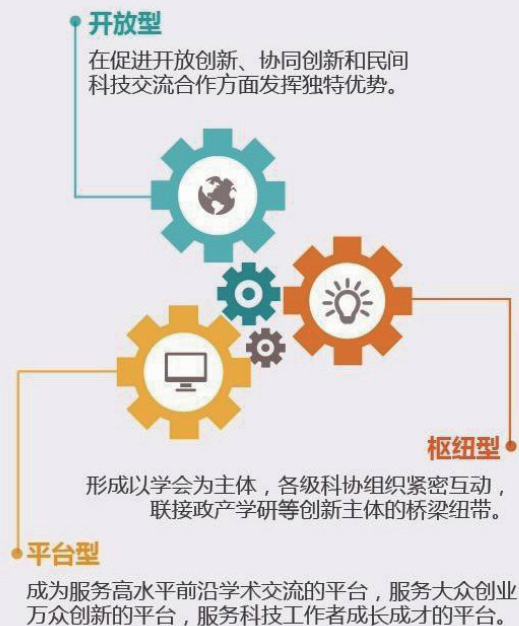 开放型
在促进开放创新、协同创新和民间
科技交流合作方面发挥独特优势。
枢纽型
形成以学会为主体，各级科协组织紧密互动，
联接政产学研等创新主体的桥梁纽带。
平台型
成为服务高水平前沿学术交流的平台，服务大众创业
万众创新的平台，服务科技工作者成长成才的平台。